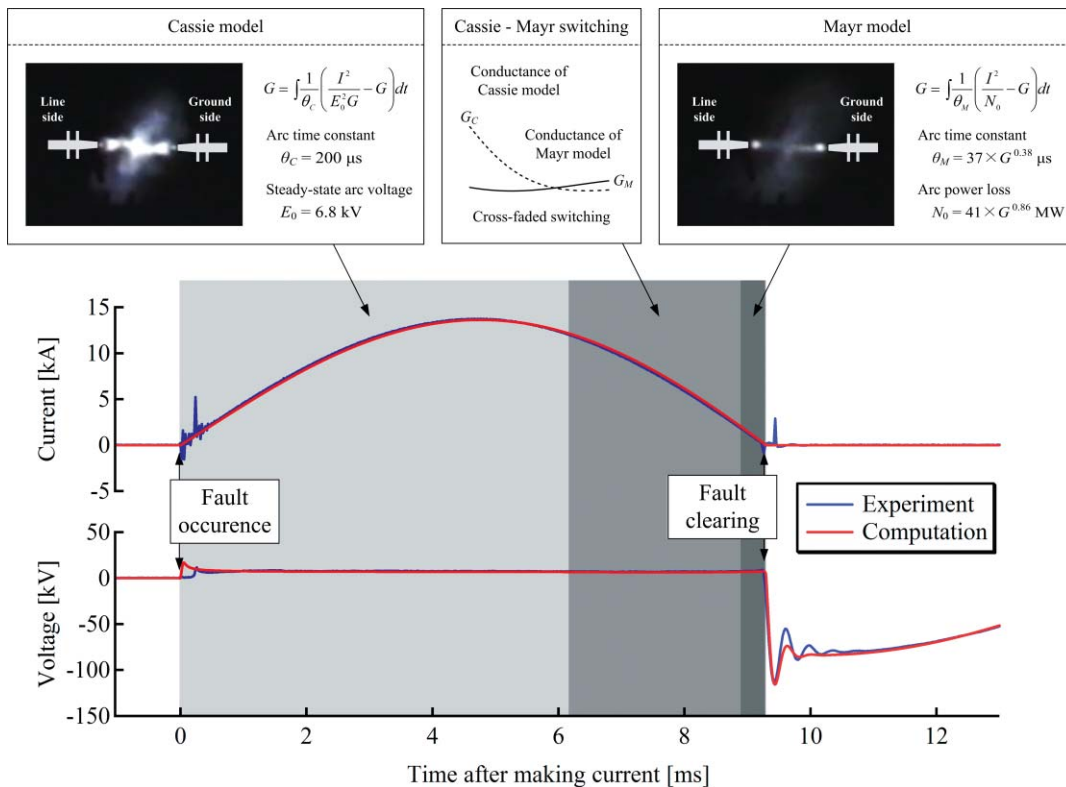 Cassie model
Line side
Ground side
G = ∫ 1/θ_C ( I²/(E₀²G) − G ) dt
Arc time constant
θ_C = 200 μs
Steady-state arc voltage
E₀ = 6.8 kV
Cassie - Mayr switching
Conductance of
Cassie model
G_C
Conductance of
Mayr model
G_M
Cross-faded switching
Mayr model
Line side
Ground side
G = ∫ 1/θ_M ( I²/N₀ − G ) dt
Arc time constant
θ_M = 37 × G^0.38 μs
Arc power loss
N₀ = 41 × G^0.86 MW
Current [kA]
15
10
5
0
-5
Fault
occurence
Fault
clearing
Experiment
Computation
Voltage [kV]
50
0
-50
-100
-150
0 2 4 6 8 10 12
Time after making current [ms]